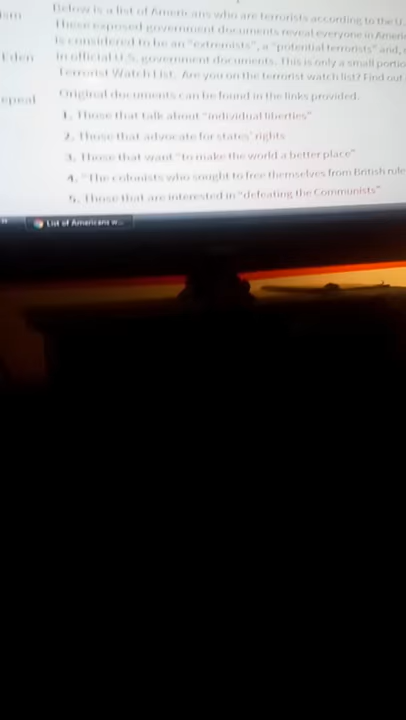 ism
Below is a list of Americans who are terrorists according to the U.
These exposed government documents reveal everyone in Americ
is considered to be an "extremists", a "potential terrorists" and,
Eden
in official U.S. government documents. This is only a small portio
Terrorist Watch List. Are you on the terrorist watch list? Find out
epeal
Original documents can be found in the links provided.
1. Those that talk about "individual liberties"
2. Those that advocate for states' rights
3. Those that want "to make the world a better place"
4. "The colonists who sought to free themselves from British rule
5. Those that are interested in "defeating the Communists"
List of Americans w...